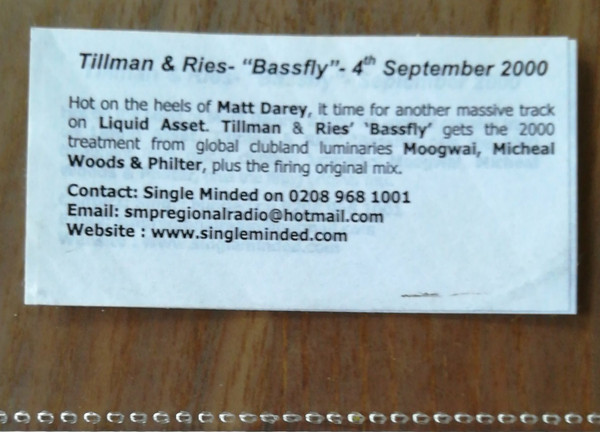 Tillman & Ries- “Bassfly”- 4th September 2000
Hot on the heels of Matt Darey, it time for another massive track
on Liquid Asset. Tillman & Ries’ ‘Bassfly’ gets the 2000
treatment from global clubland luminaries Moogwai, Micheal
Woods & Philter, plus the firing original mix.
Contact: Single Minded on 0208 968 1001
Email: smpregionalradio@hotmail.com
Website : www.singleminded.com